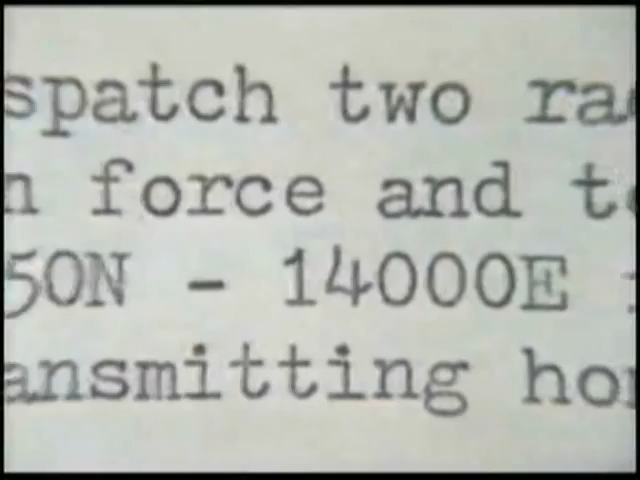 spatch two ra
n force and t
50N - 14000E
ansmitting ho